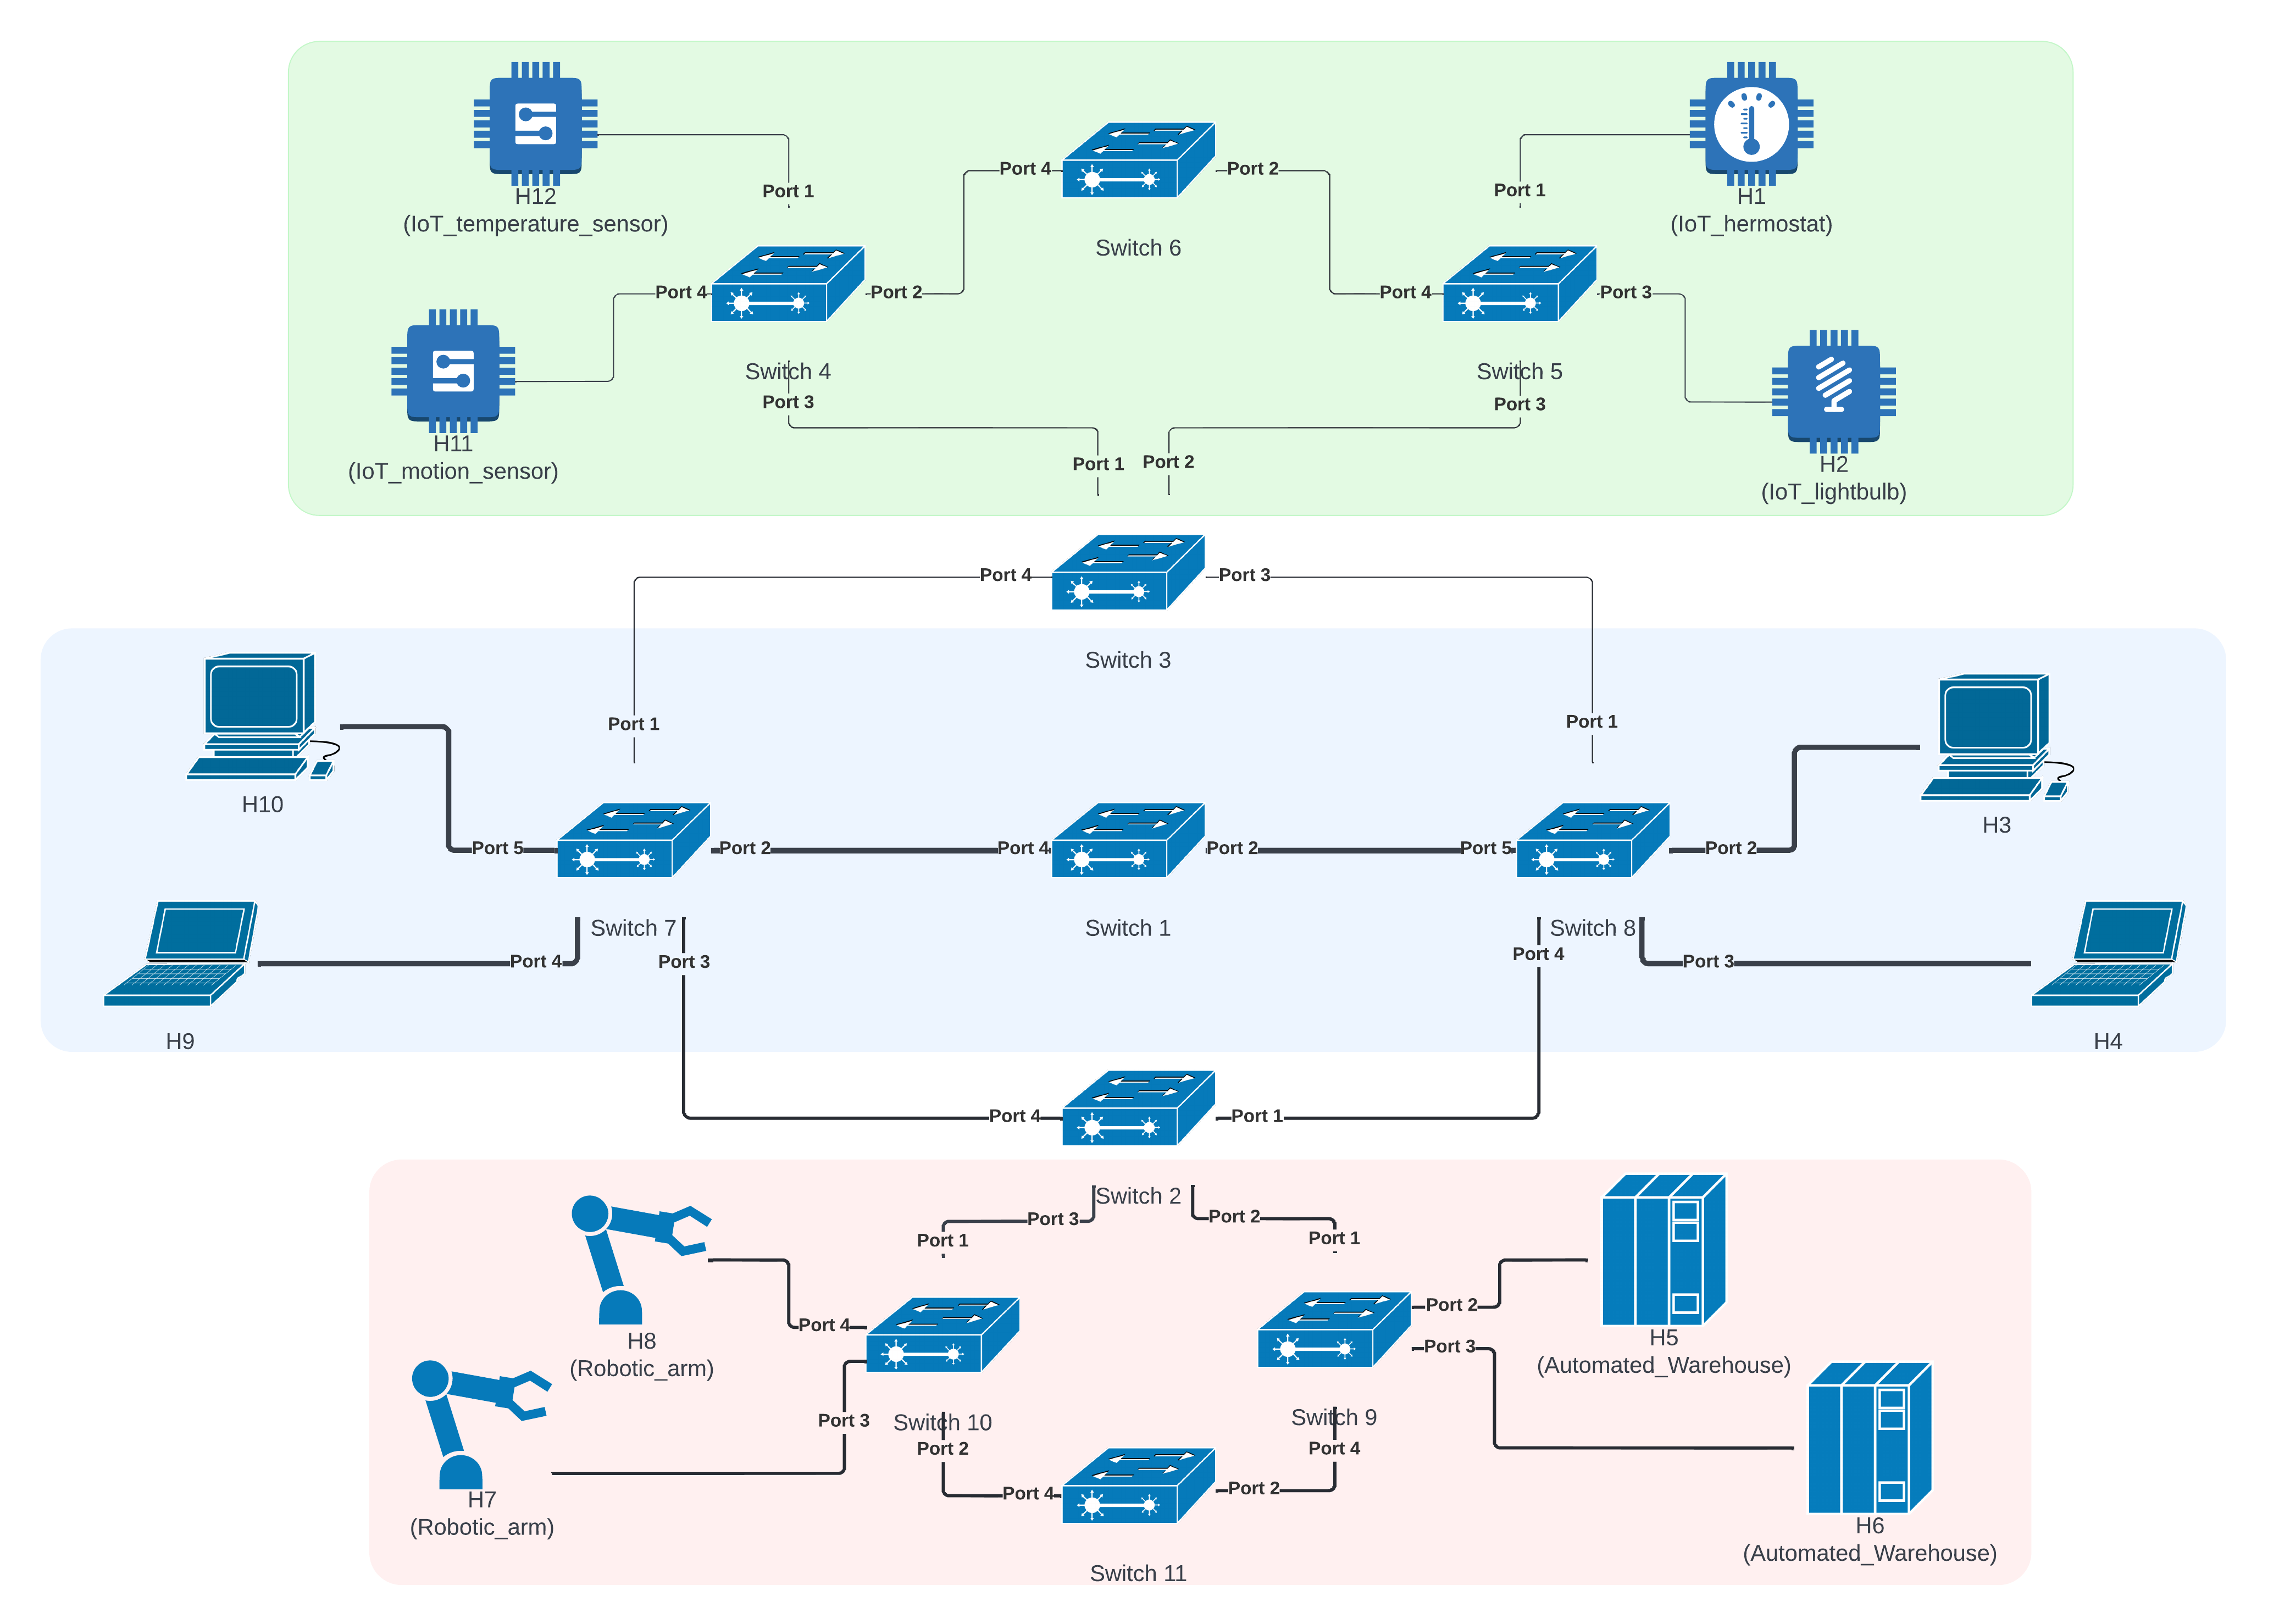 Port 4
Port 2
Port 1
Port 1
H12
(IoT_temperature_sensor)
H1
(IoT_hermostat)
Switch 6
Port 4
Port 2
Port 4
Port 3
Switch 4
Switch 5
Port 3
Port 3
H11
(IoT_motion_sensor)
Port 1
Port 2
H2
(IoT_lightbulb)
Port 4
Port 3
Switch 3
Port 1
Port 1
H10
H3
Port 5
Port 2
Port 4
Port 2
Port 5
Port 2
Switch 7
Switch 1
Switch 8
Port 4
Port 3
Port 4
Port 3
H9
H4
Port 4
Port 1
Switch 2
Port 3
Port 2
Port 1
Port 1
Port 4
Port 2
H8
(Robotic_arm)
Port 3
H5
(Automated_Warehouse)
Port 3
Switch 10
Switch 9
Port 2
Port 4
H7
(Robotic_arm)
Port 4
Port 2
H6
(Automated_Warehouse)
Switch 11